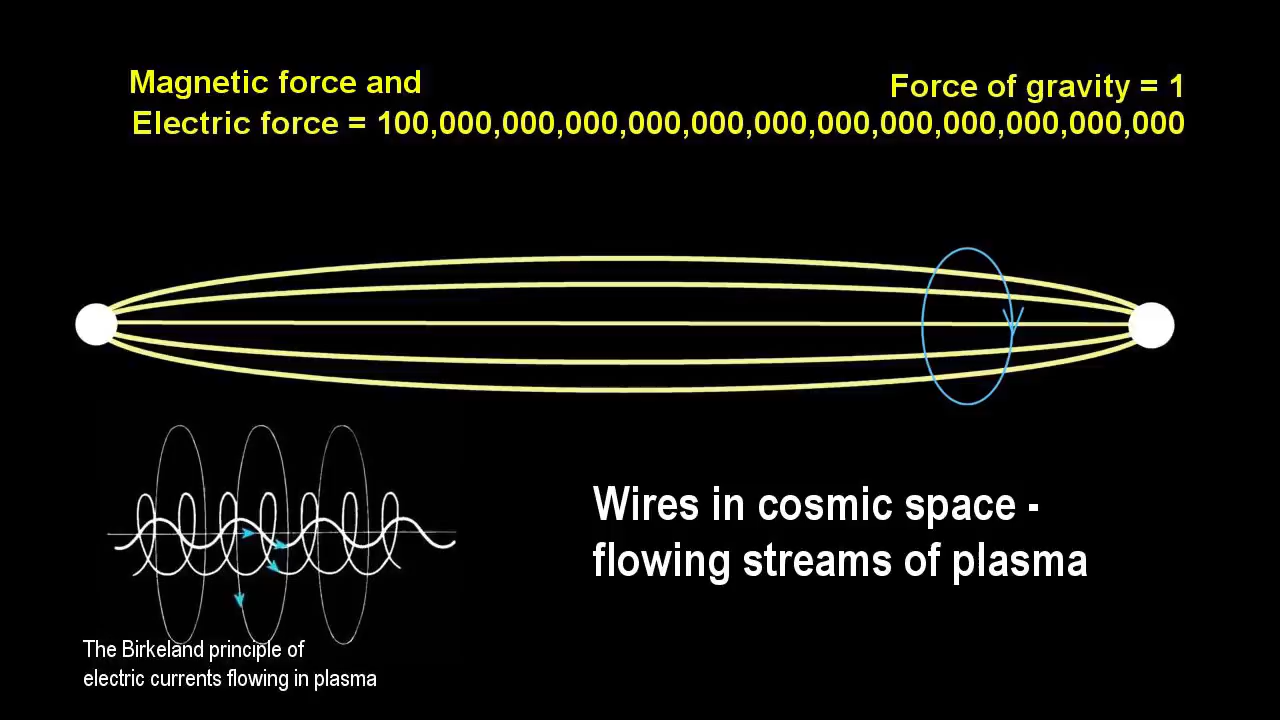 Magnetic force and
Force of gravity = 1
Electric force = 100,000,000,000,000,000,000,000,000,000,000,000,000
Wires in cosmic space -
flowing streams of plasma
The Birkeland principle of
electric currents flowing in plasma